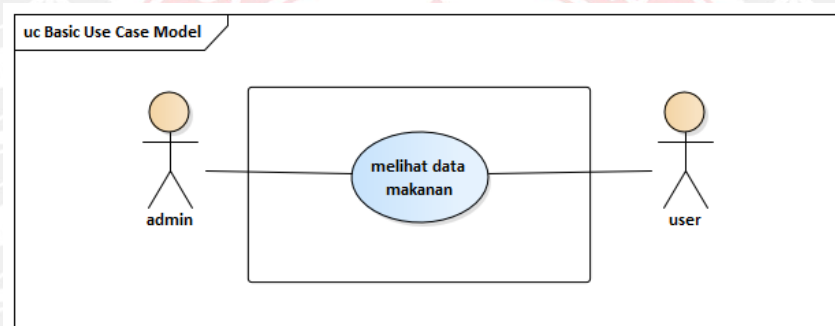 uc Basic Use Case Model
melihat data
makanan
admin
user